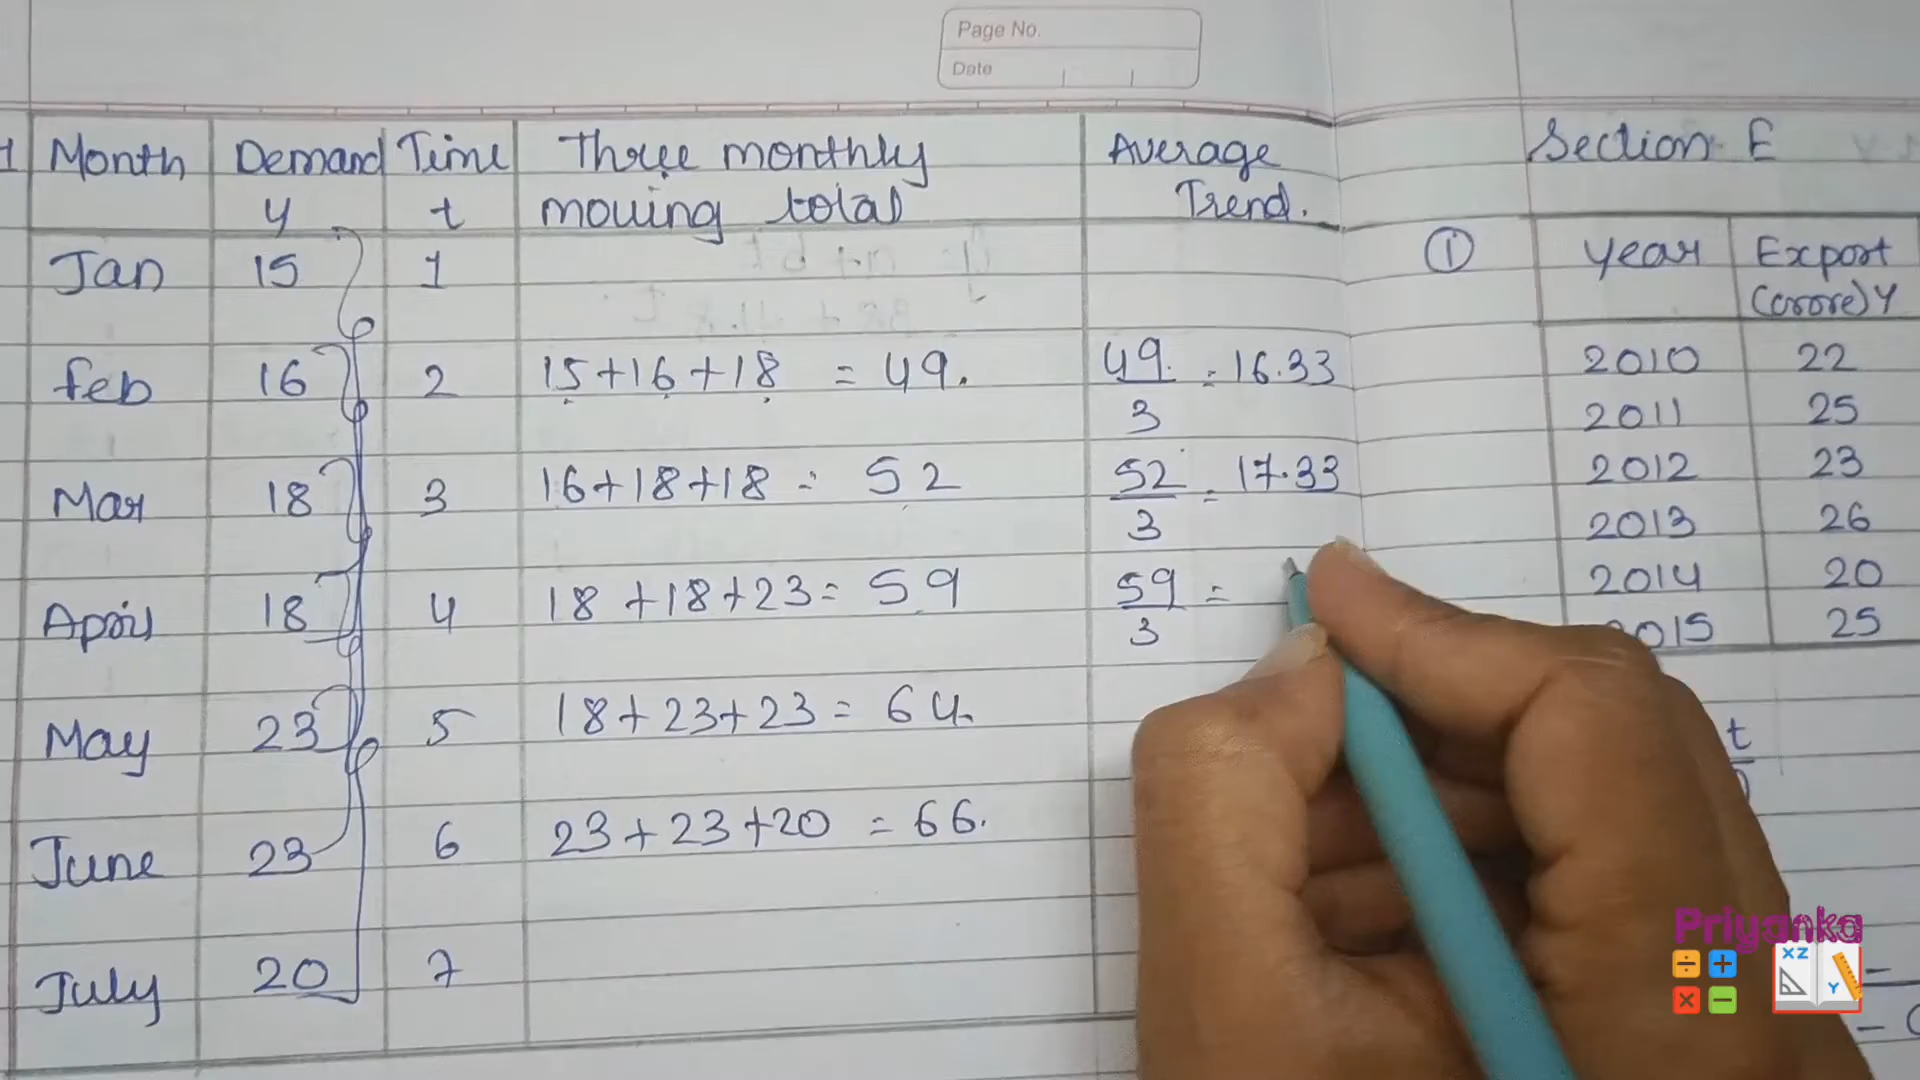 Page No.
Date
Month Demand Time Three monthly Average
y t moving total Trend.
Jan 15 1
Feb 16 2 15+16+18 = 49. 49/3 = 16.33
Mar 18 3 16+18+18 = 52 52/3 = 17.33
April 18 4 18+18+23= 59 59/3 =
May 23 5 18+23+23= 64.
June 23 6 23+23+20 = 66.
July 20 7
Section E
① year Export
(crore) Y
2010 22
2011 25
2012 23
2013 26
2014 20
2015 25
t
Priyanka
XZ
Y